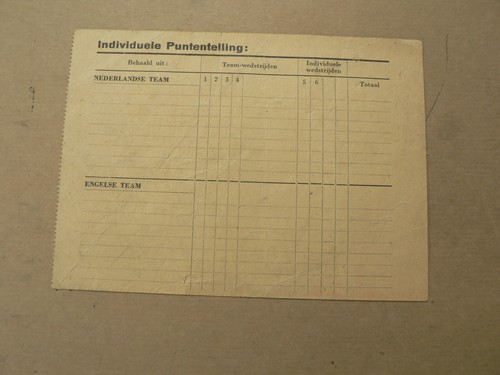 Individuele Puntentelling:
Behaald uit: Team-wedstrijden Individuele wedstrijden
NEDERLANDSE TEAM 1 2 3 4 5 6 Totaal
ENGELSE TEAM